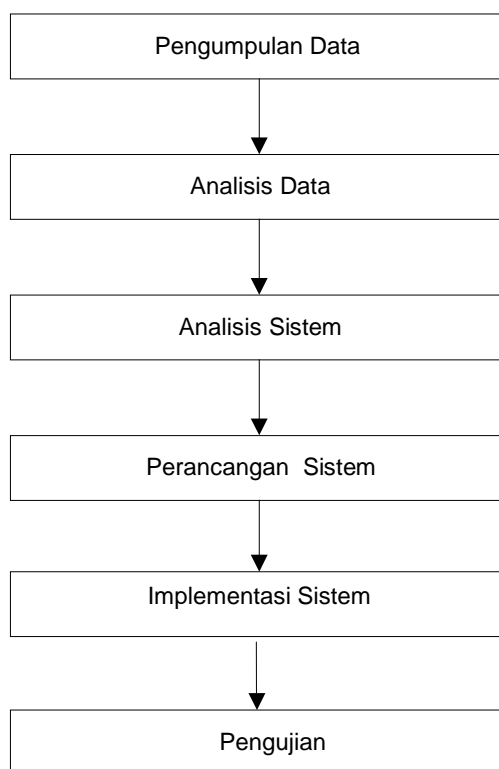 Pengumpulan Data
Analisis Data
Analisis Sistem
Perancangan Sistem
Implementasi Sistem
Pengujian